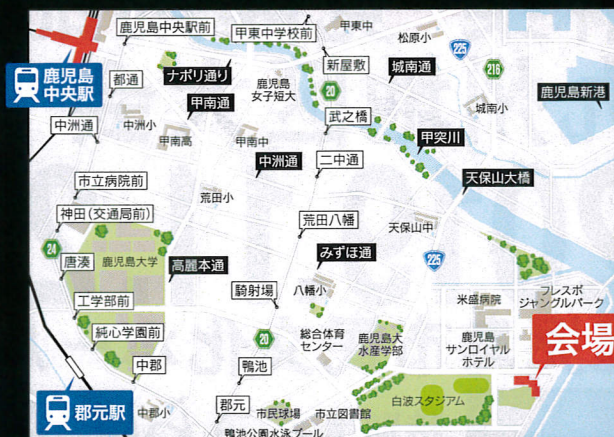 鹿児島中央駅前
甲東中学校前
甲東中
松原小
225
216
鹿児島
中央駅
都通
ナポリ通り
新屋敷
城南通
鹿児島
女子短大
20
鹿児島新港
甲南通
城南小
中洲通
中洲小
武之橋
甲南高
甲南中
甲突川
中洲通
二中通
市立病院前
天保山大橋
荒田小
神田(交通局前)
荒田八幡
天保山中
24
みずほ通
225
唐湊
鹿児島大学
高麗本通
騎射場
八幡小
米盛病院
フレスポ
ジャングルパーク
工学部前
純心学園前
20
総合体育
センター
鹿児島大
水産学部
鹿児島
サンロイヤル
ホテル
会場
中郡
鴨池
白波スタジアム
郡元駅
中郡小
郡元
市民球場
市立図書館
鴨池公園水泳プール